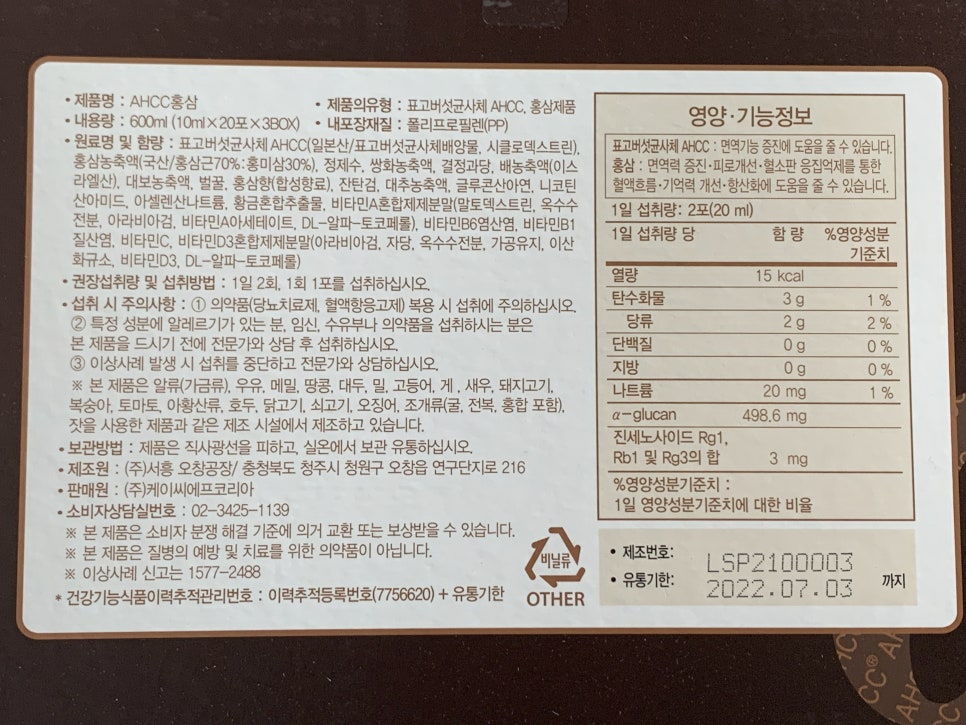 • 제품명 : AHCC홍삼
• 제품의유형 : 표고버섯균사체 AHCC, 홍삼제품
• 내용량 : 600ml (10ml×20포×3BOX)
• 내포장재질 : 폴리프로필렌(PP)
• 원료명 및 함량 : 표고버섯균사체 AHCC(일본산/표고버섯균사체배양물, 시클로덱스트린),
홍삼농축액(국산/홍삼근70%:홍미삼30%), 정제수, 쌍화농축액, 결정과당, 배농축액(이스
라엘산), 대보농축액, 벌꿀, 홍삼향(합성향료), 잔탄검, 대추농축액, 글루콘산아연, 니코틴
산아미드, 아셀렌산나트륨, 황금혼합추출물, 비타민A혼합제제분말(말토덱스트린, 옥수수
전분, 아라비아검, 비타민A아세테이트, DL-알파-토코페롤), 비타민B6염산염, 비타민B1
질산염, 비타민C, 비타민D3혼합제제분말(아라비아검, 자당, 옥수수전분, 가공유지, 이산
화규소, 비타민D3, DL-알파-토코페롤)
• 권장섭취량 및 섭취방법 : 1일 2회, 1회 1포를 섭취하십시오.
• 섭취 시 주의사항 : ① 의약품(당뇨치료제, 혈액항응고제) 복용 시 섭취에 주의하십시오.
② 특정 성분에 알레르기가 있는 분, 임신, 수유부나 의약품을 섭취하시는 분은
본 제품을 드시기 전에 전문가와 상담 후 섭취하십시오.
③ 이상사례 발생 시 섭취를 중단하고 전문가와 상담하십시오.
※ 본 제품은 알류(가금류), 우유, 메밀, 땅콩, 대두, 밀, 고등어, 게, 새우, 돼지고기,
복숭아, 토마토, 아황산류, 호두, 닭고기, 쇠고기, 오징어, 조개류(굴, 전복, 홍합 포함),
잣을 사용한 제품과 같은 제조 시설에서 제조하고 있습니다.
• 보관방법 : 제품은 직사광선을 피하고, 실온에서 보관 유통하십시오.
• 제조원 : (주)서흥 오창공장/ 충청북도 청주시 청원구 오창읍 연구단지로 216
• 판매원 : (주)케이씨에프코리아
• 소비자상담실번호 : 02-3425-1139
※ 본 제품은 소비자 분쟁 해결 기준에 의거 교환 또는 보상받을 수 있습니다.
※ 본 제품은 질병의 예방 및 치료를 위한 의약품이 아닙니다.
※ 이상사례 신고는 1577-2488
* 건강기능식품이력추적관리번호 : 이력추적등록번호(7756620) + 유통기한
비닐류
OTHER
영양·기능정보
표고버섯균사체 AHCC : 면역기능 증진에 도움을 줄 수 있습니다.
홍삼 : 면역력 증진·피로개선·혈소판 응집억제를 통한
혈액흐름·기억력 개선·항산화에 도움을 줄 수 있습니다.
1일 섭취량: 2포(20 ml)
1일 섭취량 당 함 량 %영양성분
기준치
열량 15 kcal
탄수화물 3 g 1 %
당류 2 g 2 %
단백질 0 g 0 %
지방 0 g 0 %
나트륨 20 mg 1 %
α-glucan 498.6 mg
진세노사이드 Rg1,
Rb1 및 Rg3의 합 3 mg
%영양성분기준치 :
1일 영양성분기준치에 대한 비율
• 제조번호: LSP2100003
• 유통기한: 2022.07.03 까지
CC® AHC